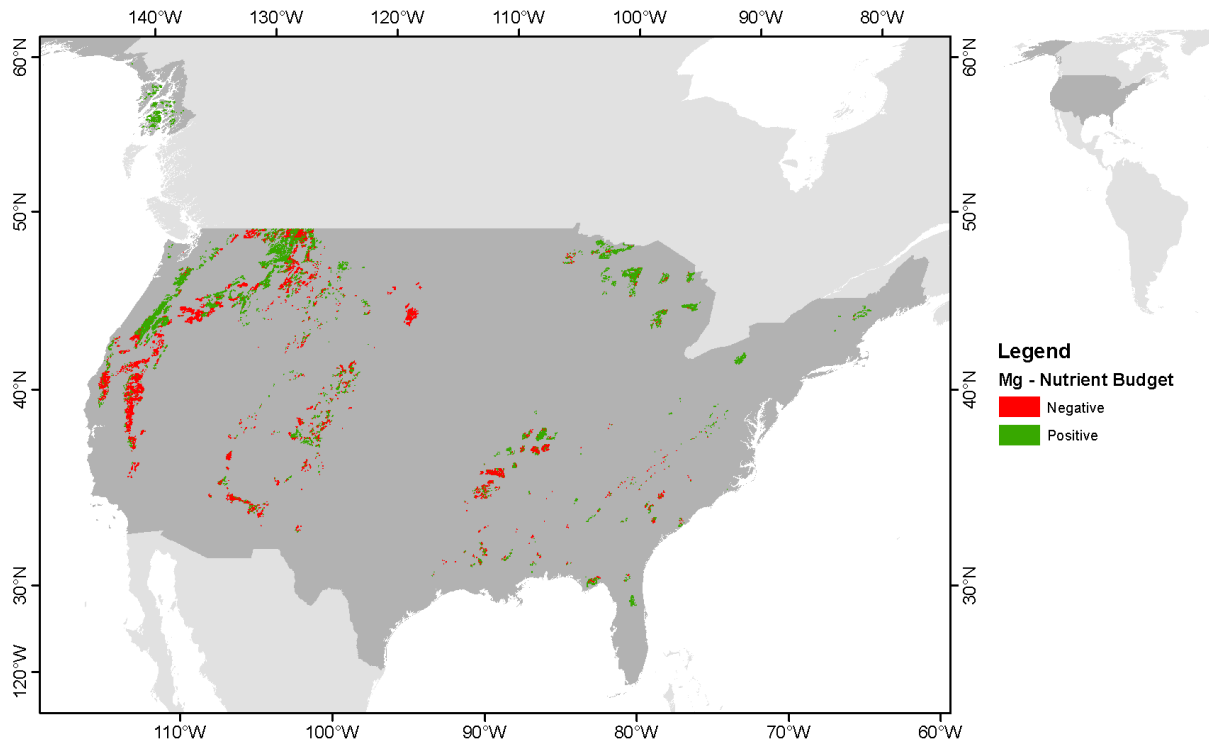 140°W 130°W 120°W 110°W 100°W 90°W 80°W
60°N 60°N
50°N 50°N
Legend
Mg - Nutrient Budget
40°N 40°N
Negative
Positive
30°N 30°N
120°W
110°W 100°W 90°W 80°W 70°W 60°W